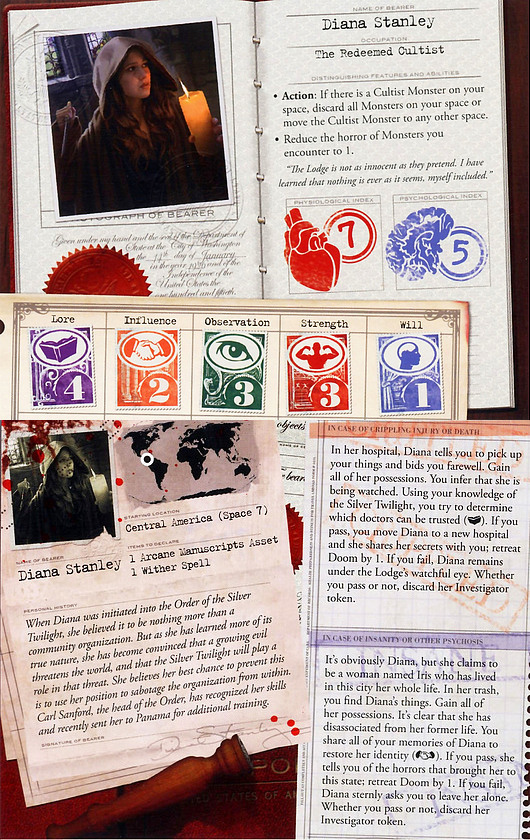 NAME OF BEARER
Diana Stanley
OCCUPATION
The Redeemed Cultist
DISTINGUISHING FEATURES AND ABILITIES
• Action: If there is a Cultist Monster on your
space, discard all Monsters on your space or
move the Cultist Monster to any other space.
• Reduce the horror of Monsters you
encounter to 1.
"The Lodge is not as innocent as they pretend. I have
learned that nothing is ever as it seems, myself included."
PHYSIOLOGICAL INDEX
7
PSYCHOLOGICAL INDEX
5
PHOTOGRAPH OF BEARER
Given under my hand and the seal of the Department of
State at the City of Washington
the 14th day of January
in the year 1926 and of the
Independence of the
United States the
one hundred and fiftieth.
Lore
Influence
Observation
Strength
Will
4
2
3
3
1
objects
STARTING LOCATION
Central America (Space 7)
ITEMS TO DECLARE
1 Arcane Manuscripts Asset
1 Wither Spell
NAME OF BEARER
Diana Stanley
PERSONAL HISTORY
When Diana was initiated into the Order of the Silver
Twilight, she believed it to be nothing more than a
community organization. But as she has learned more of its
true nature, she has become convinced that a growing evil
threatens the world, and that the Silver Twilight will play a
role in that threat. She believes her best chance to prevent this
is to use her position to sabotage the organization from within.
Carl Sanford, the head of the Order, has recognized her skills
and recently sent her to Panama for additional training.
SIGNATURE OF BEARER
IN CASE OF CRIPPLING INJURY OR DEATH
In her hospital, Diana tells you to pick up
your things and bids you farewell. Gain
all of her possessions. You infer that she is
being watched. Using your knowledge of
the Silver Twilight, you try to determine
which doctors can be trusted ( ). If you
pass, you move Diana to a new hospital
and she shares her secrets with you; retreat
Doom by 1. If you fail, Diana remains
under the Lodge's watchful eye. Whether
you pass or not, discard her Investigator
token.
IN CASE OF INSANITY OR OTHER PSYCHOSIS
It's obviously Diana, but she claims to
be a woman named Iris who has lived
in this city her whole life. In her trash,
you find Diana's things. Gain all of
her possessions. It's clear that she has
disassociated from her former life. You
share all of your memories of Diana to
restore her identity ( ). If you pass, she
tells you of the horrors that brought her to
this state; retreat Doom by 1. If you fail,
Diana sternly asks you to leave her alone.
Whether you pass or not, discard her
Investigator token.